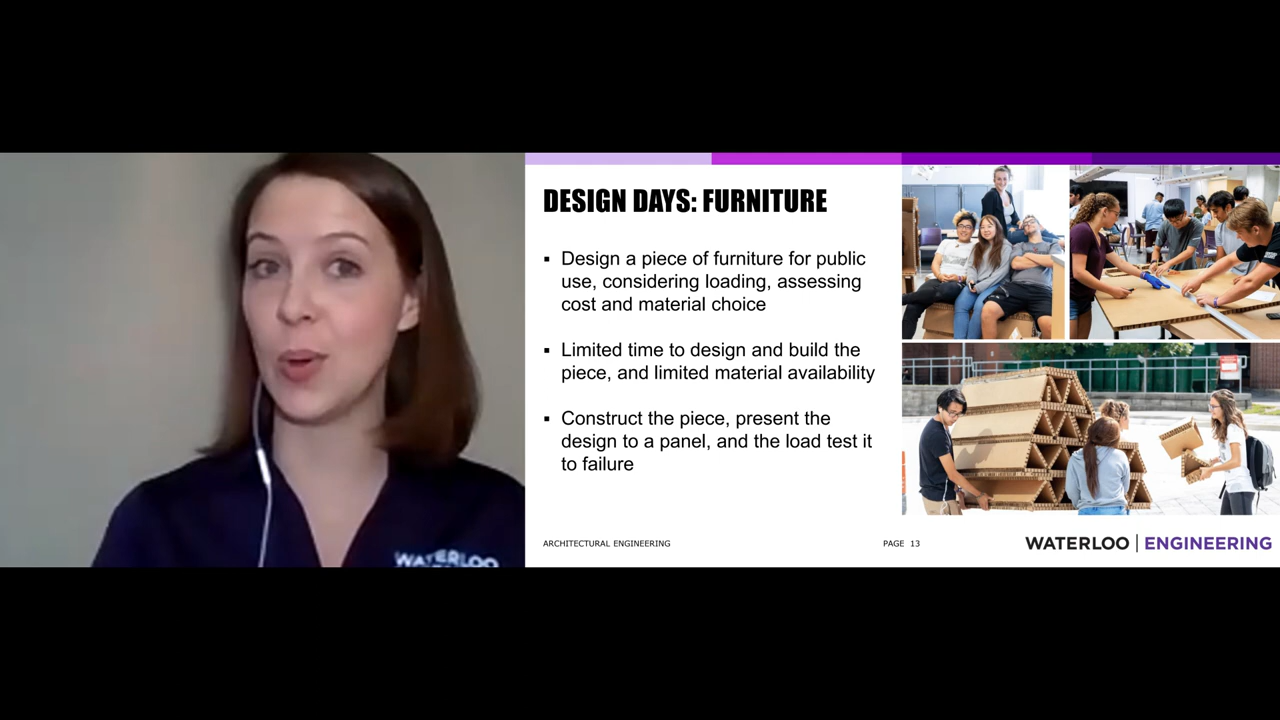 WATERLOO
DESIGN DAYS: FURNITURE
▪ Design a piece of furniture for public
use, considering loading, assessing
cost and material choice
▪ Limited time to design and build the
piece, and limited material availability
▪ Construct the piece, present the
design to a panel, and the load test it
to failure
ARCHITECTURAL ENGINEERING
PAGE 13
WATERLOO | ENGINEERING